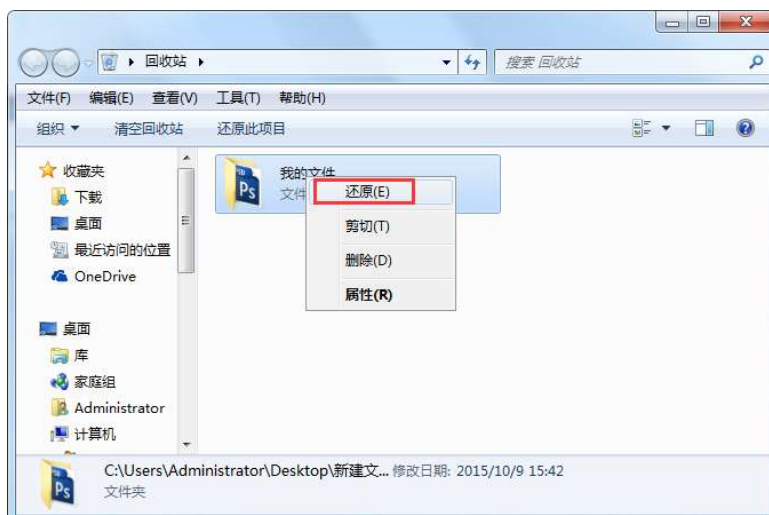 回收站
搜索 回收站
文件(F) 编辑(E) 查看(V) 工具(T) 帮助(H)
组织 清空回收站 还原此项目
收藏夹
下载
桌面
最近访问的位置
OneDrive
桌面
库
家庭组
Administrator
计算机
Ps
我的文件
文件
还原(E)
剪切(T)
删除(D)
属性(R)
Ps
C:\Users\Administrator\Desktop\新建文... 修改日期: 2015/10/9 15:42
文件夹